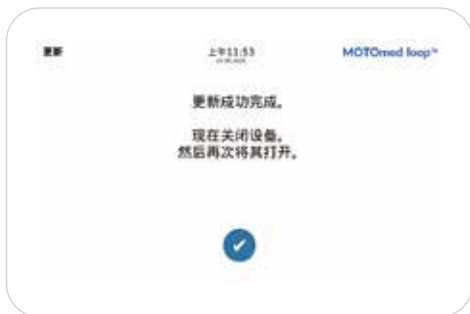 更新
上午11:53
MOTOmed loop™
更新成功完成。
现在关闭设备。
然后再次将其打开。